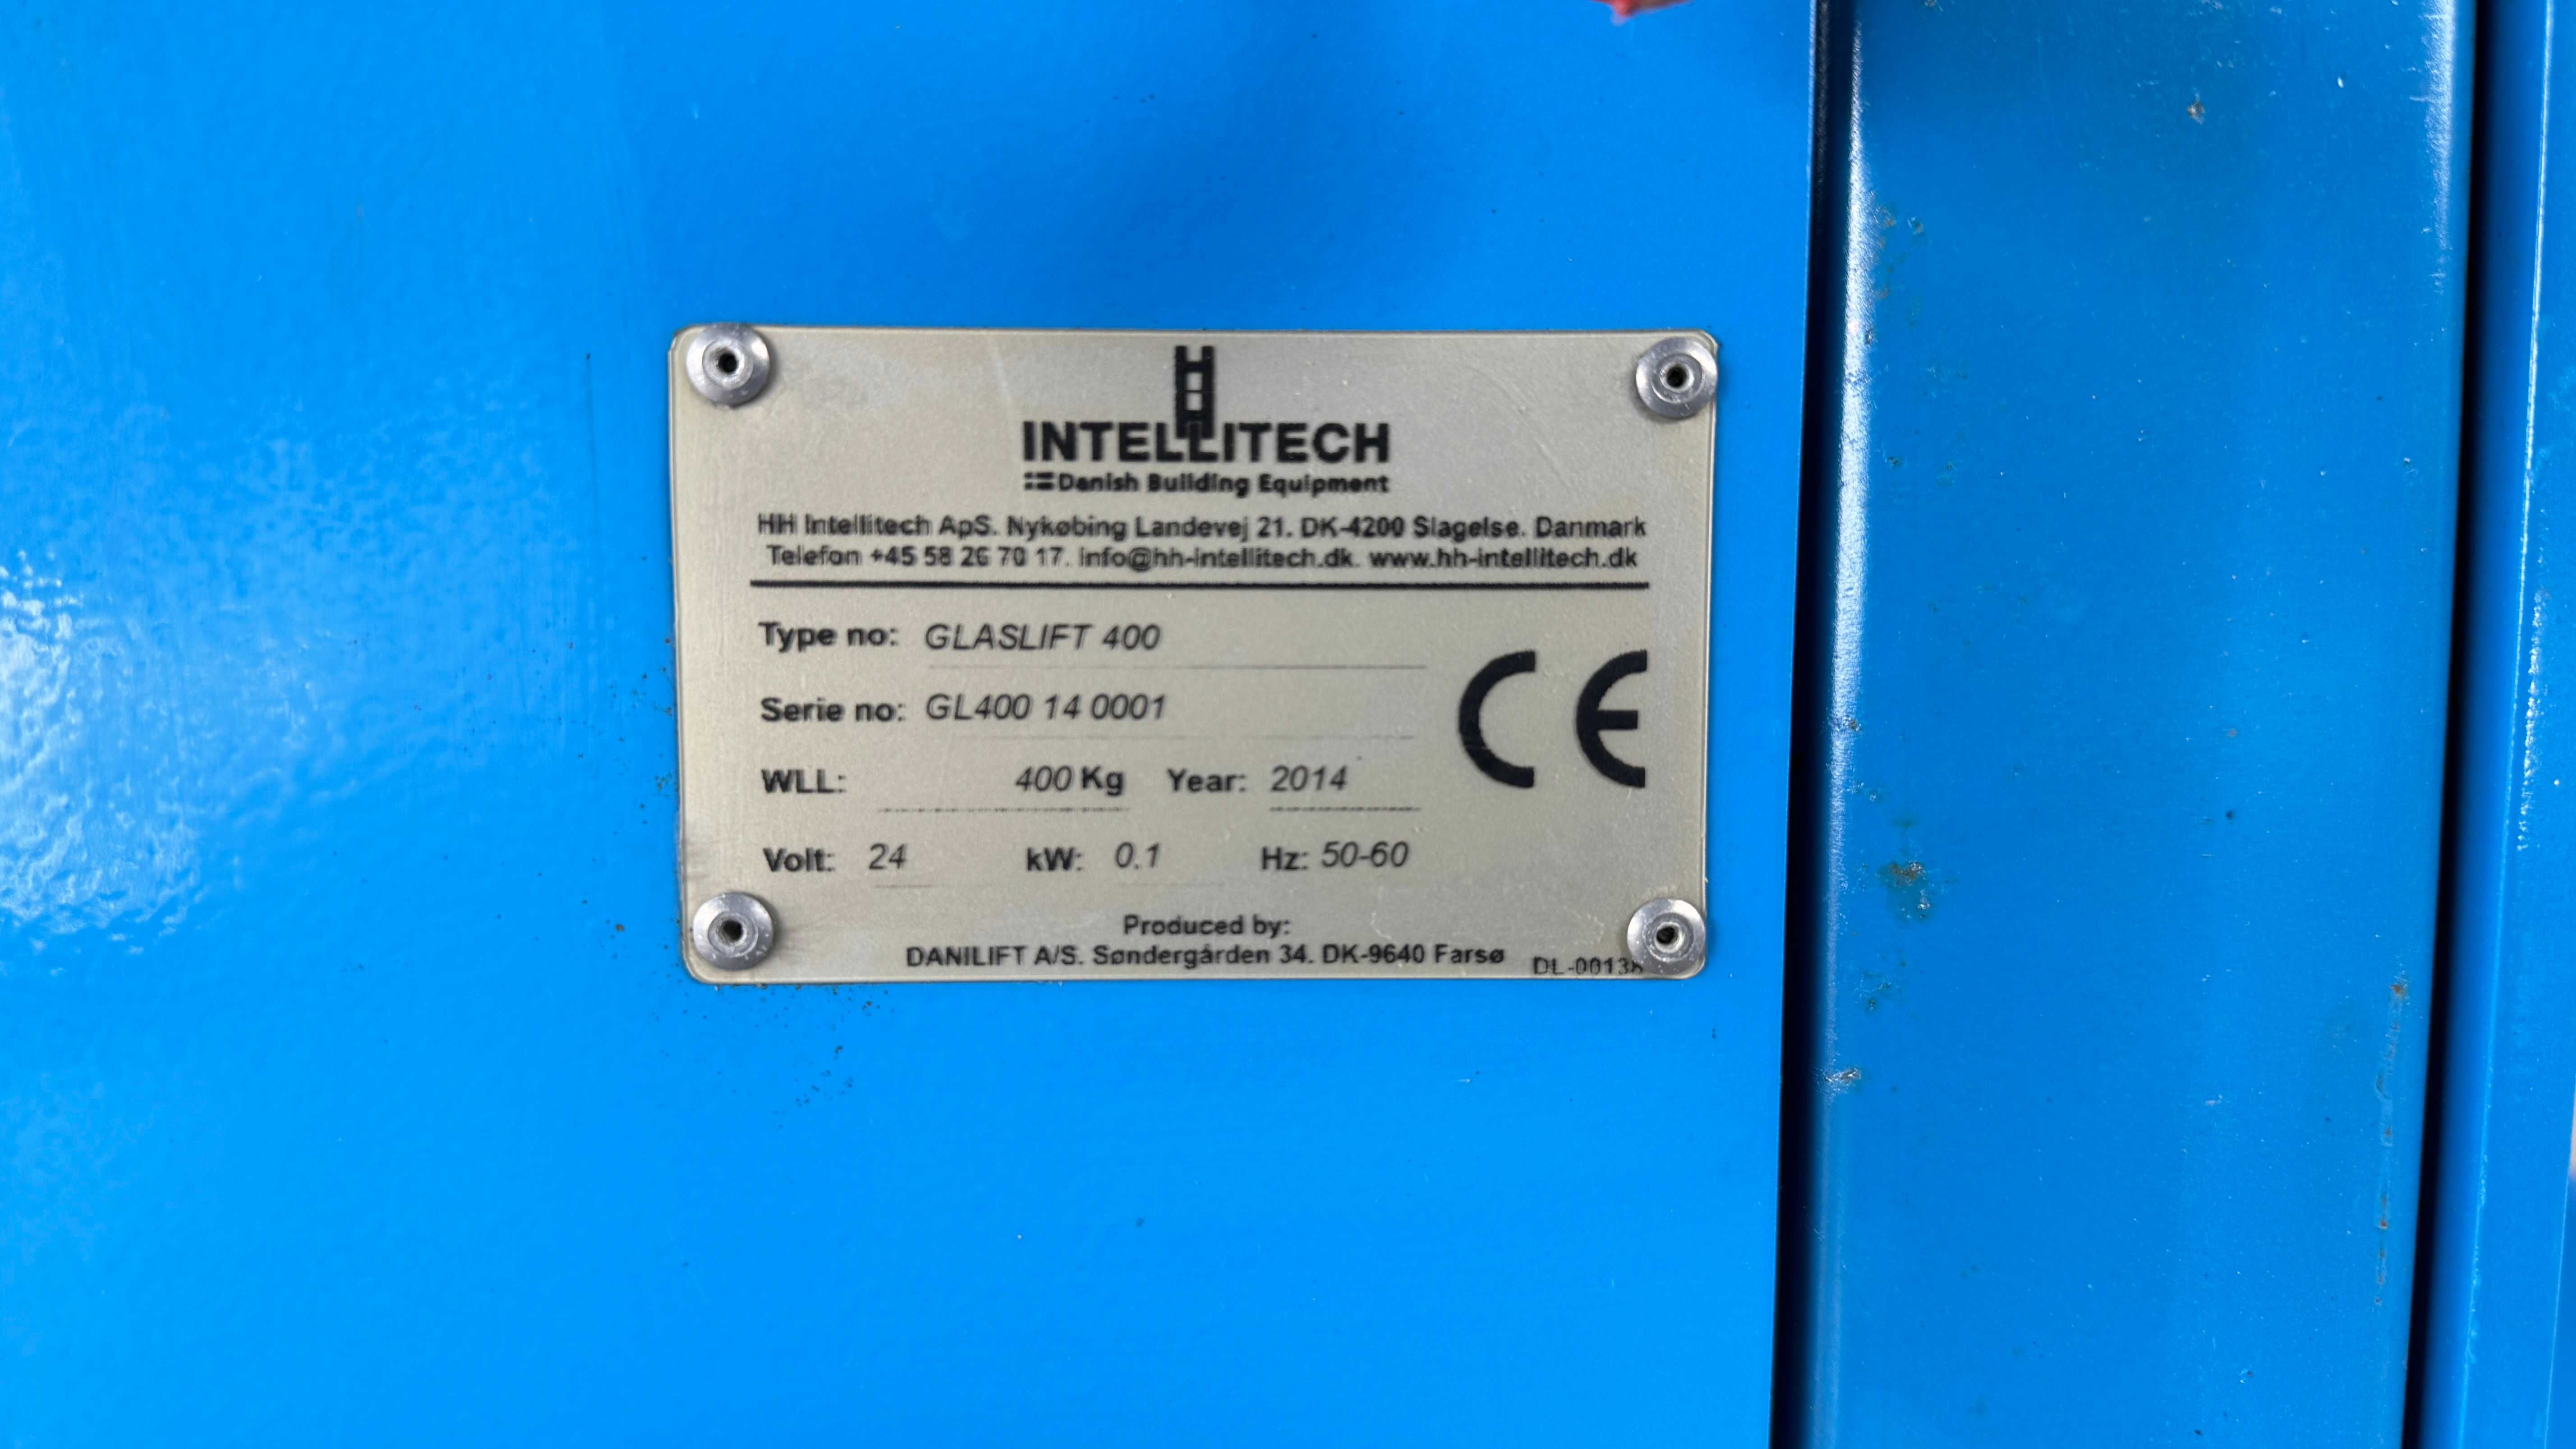 INTELLITECH
Danish Building Equipment
HH Intellitech ApS. Nykøbing Landevej 21. DK-4200 Slagelse. Danmark
Telefon +45 58 26 70 17. info@hh-intellitech.dk. www.hh-intellitech.dk
Type no: GLASLIFT 400
Serie no: GL400 14 0001
CE
WLL: 400 Kg Year: 2014
Volt: 24 kW: 0.1 Hz: 50-60
Produced by:
DANILIFT A/S. Søndergården 34. DK-9640 Farsø